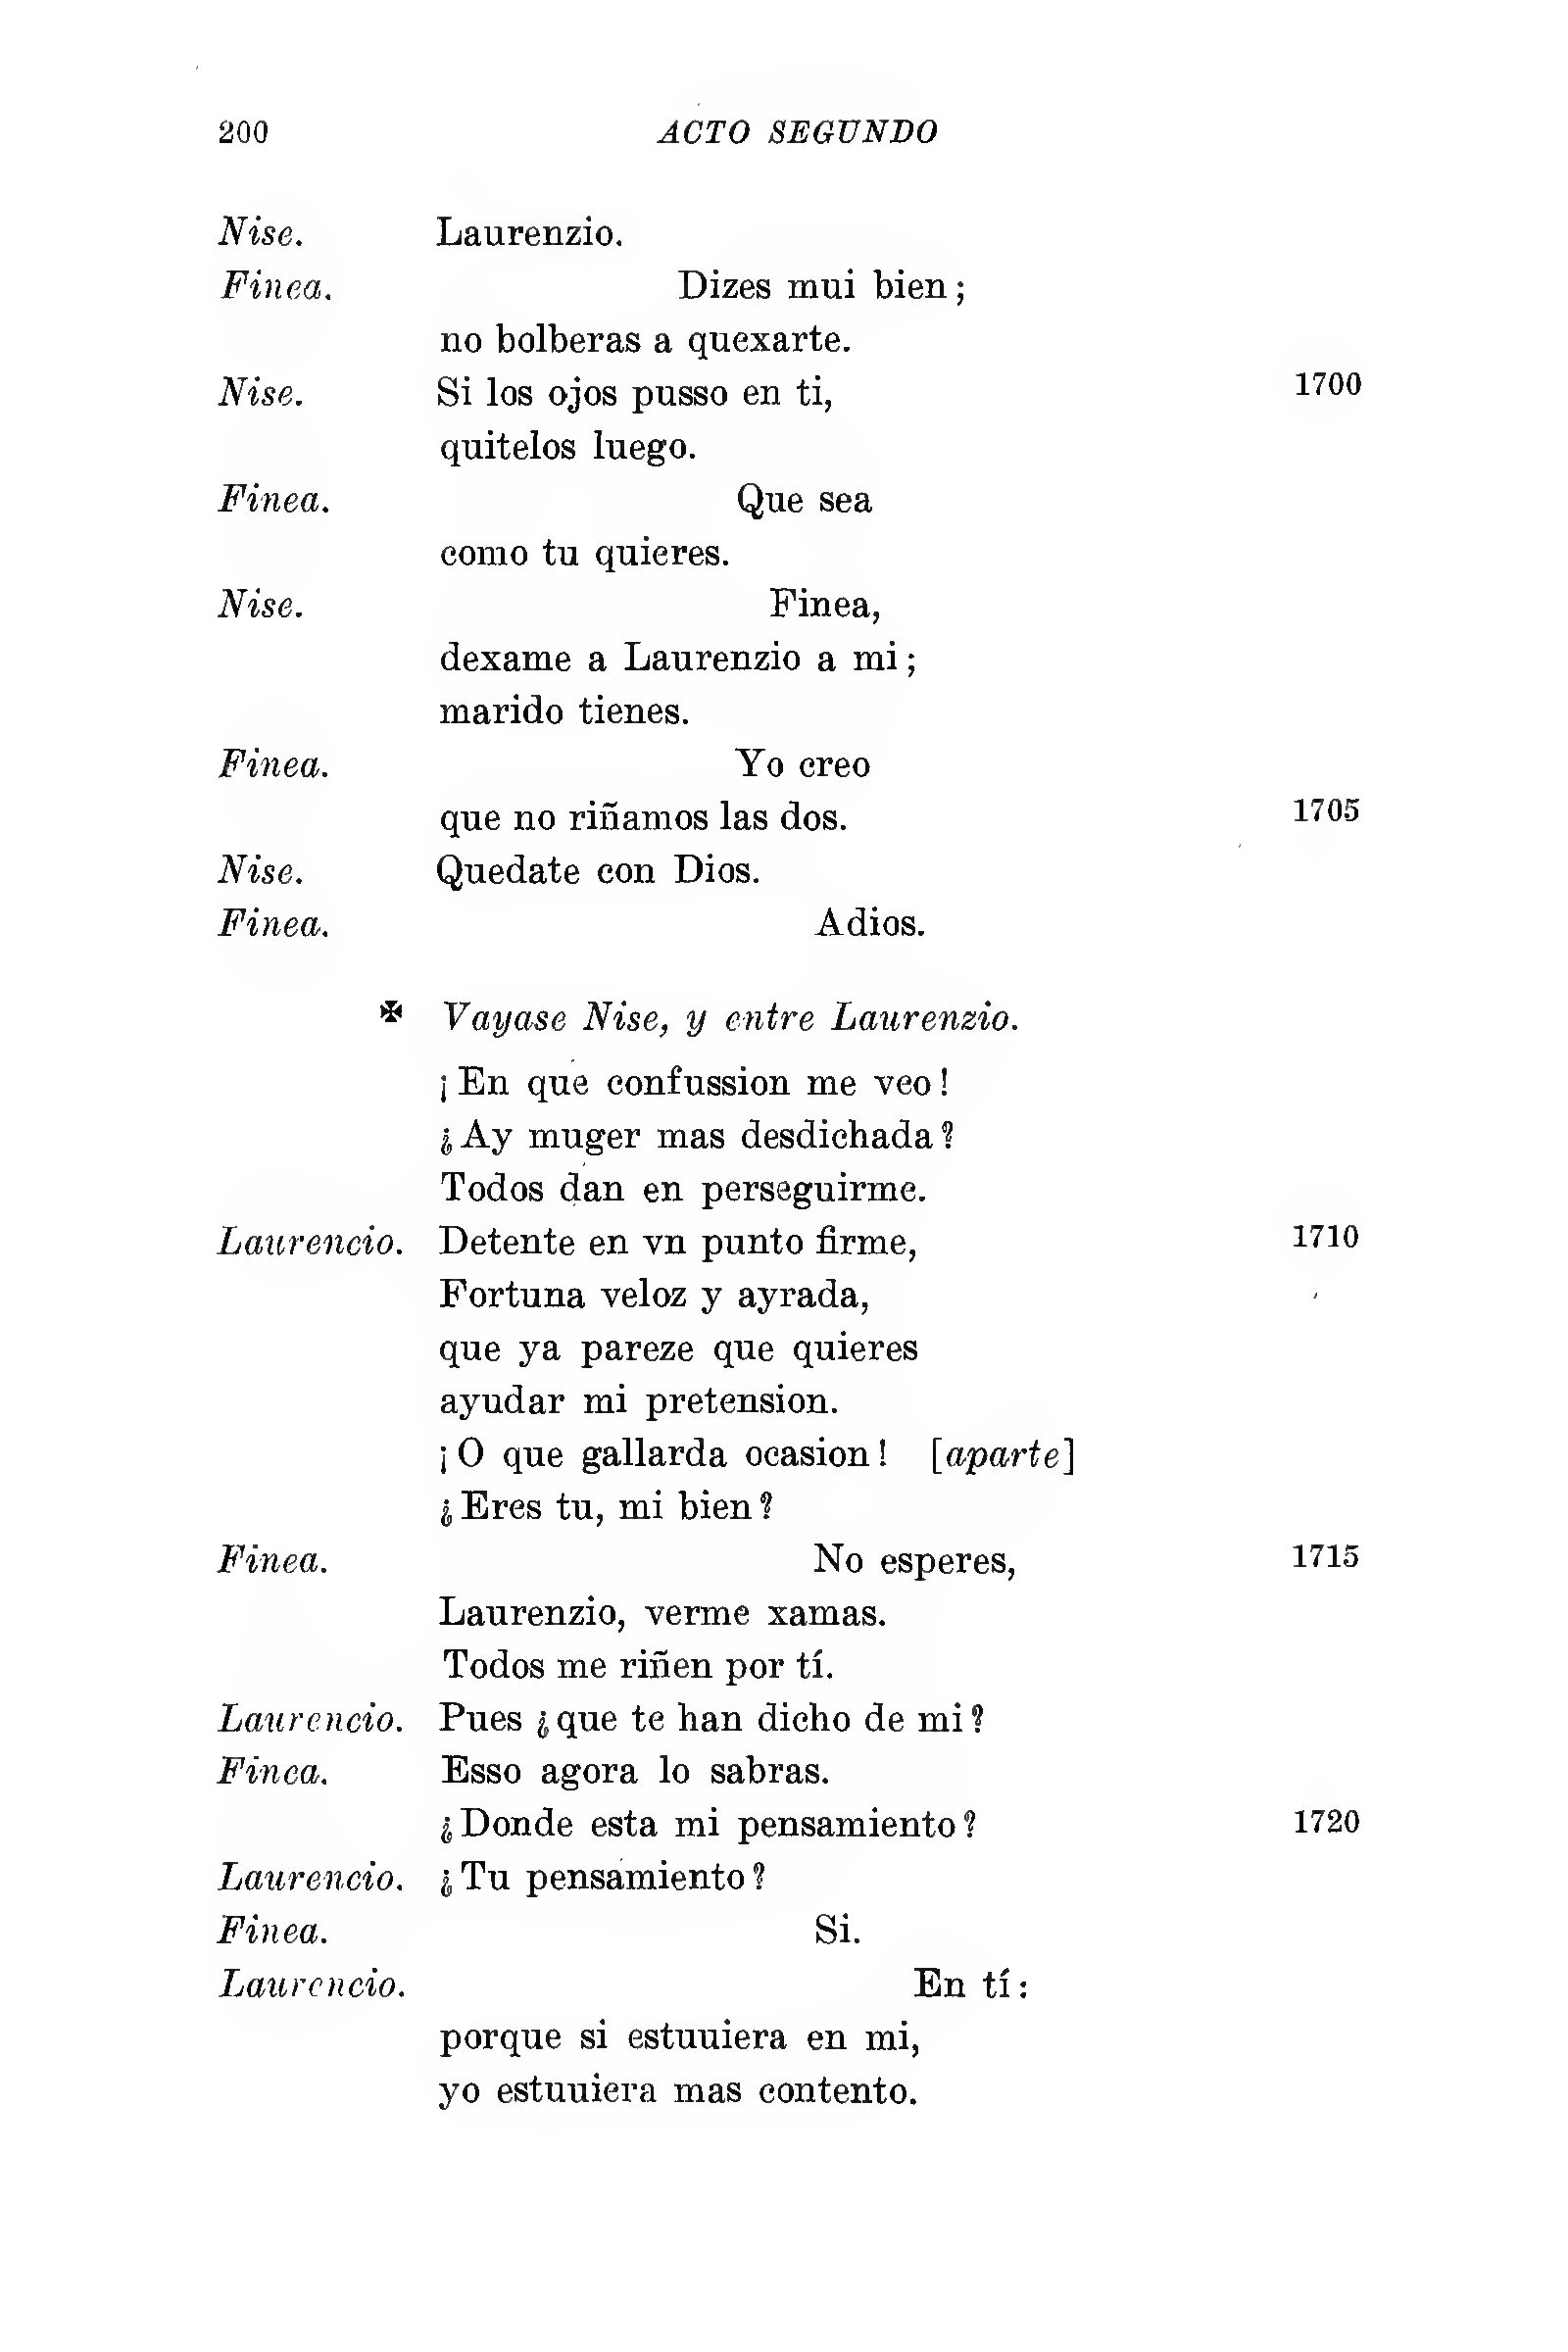 200 ACTO SEGUNDO
Nise. Laurenzio.
Finea. Dizes mui bien;
no bolberas a quexarte.
Nise. Si los ojos pusso en ti, 1700
quitelos luego.
Finea. Que sea
como tu quieres.
Nise. Finea,
dexame a Laurenzio a mi;
marido tienes.
Finea. Yo creo
que no riñamos las dos. 1705
Nise. Quedate con Dios.
Finea. Adios.
✠ Vayase Nise, y entre Laurenzio.
¡En que confussion me veo!
¿Ay muger mas desdichada?
Todos dan en perseguirme.
Laurencio. Detente en vn punto firme, 1710
Fortuna veloz y ayrada,
que ya pareze que quieres
ayudar mi pretension.
¡O que gallarda ocasion! [aparte]
¿Eres tu, mi bien?
Finea. No esperes, 1715
Laurenzio, verme xamas.
Todos me riñen por tí.
Laurencio. Pues ¿que te han dicho de mi?
Finea. Esso agora lo sabras.
¿Donde esta mi pensamiento? 1720
Laurencio. ¿Tu pensamiento?
Finea. Si.
Laurencio. En tí:
porque si estuuiera en mi,
yo estuuiera mas contento.